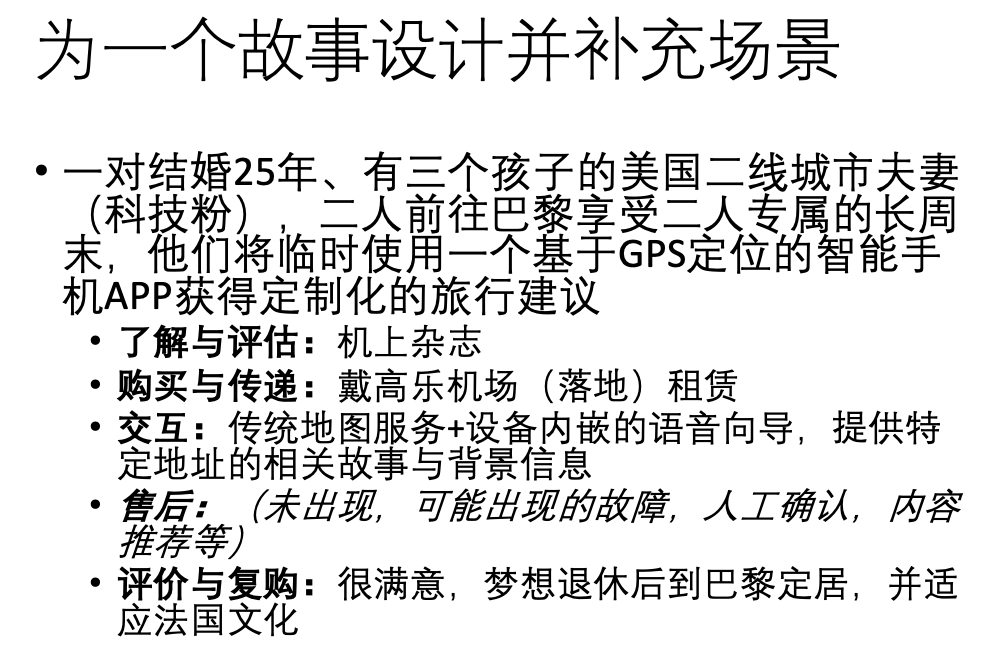 为一个故事设计并补充场景
• 一对结婚25年、有三个孩子的美国二线城市夫妻
（科技粉），二人前往巴黎享受二人专属的长周
末，他们将临时使用一个基于GPS定位的智能手
机APP获得定制化的旅行建议
• 了解与评估：机上杂志
• 购买与传递：戴高乐机场（落地）租赁
• 交互：传统地图服务+设备内嵌的语音向导，提供特
定地址的相关故事与背景信息
• 售后：（未出现，可能出现的故障，人工确认，内容
推荐等）
• 评价与复购：很满意，梦想退休后到巴黎定居，并适
应法国文化